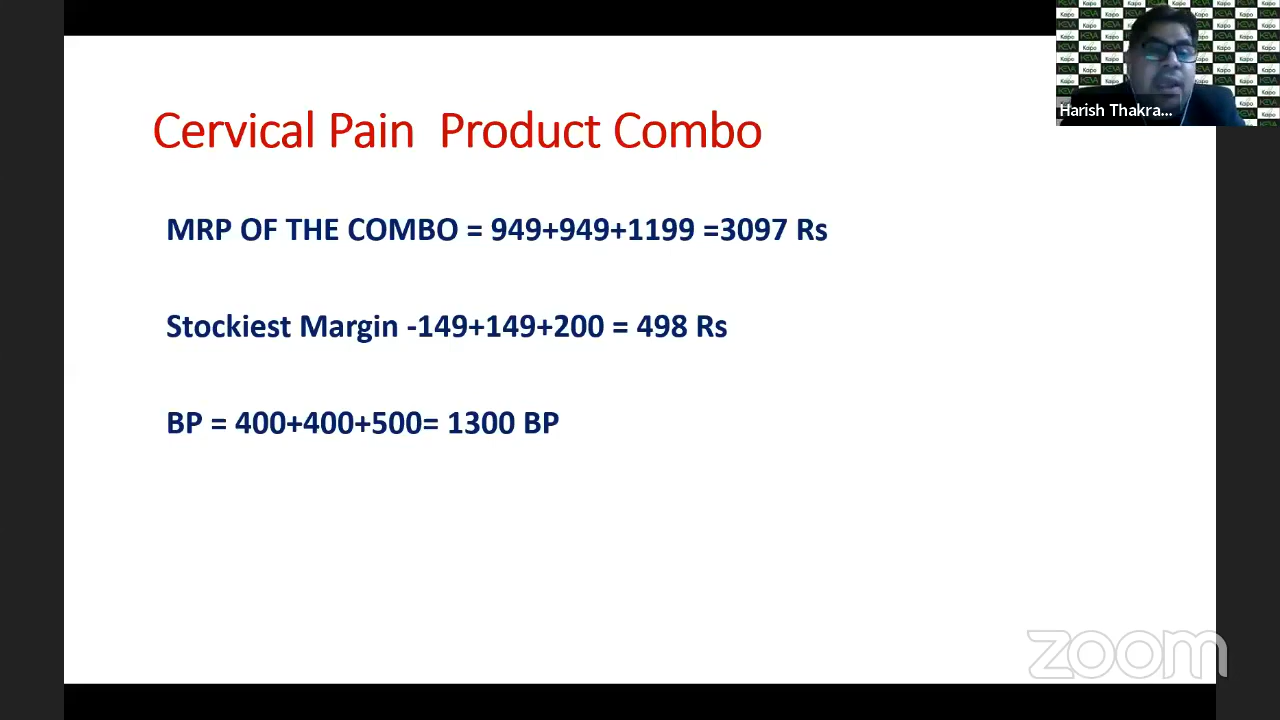 Cervical Pain Product Combo
MRP OF THE COMBO = 949+949+1199 =3097 Rs
Stockiest Margin -149+149+200 = 498 Rs
BP = 400+400+500= 1300 BP
Harish Thakra...
zoom